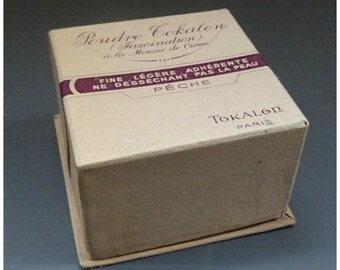 Poudre Tokalon
(Fascination)
à la Mousse de Crème
FINE LÉGÈRE ADHÉRENTE
NE DESSÉCHANT PAS LA PEAU
PÊCHE
TOKALON
PARIS